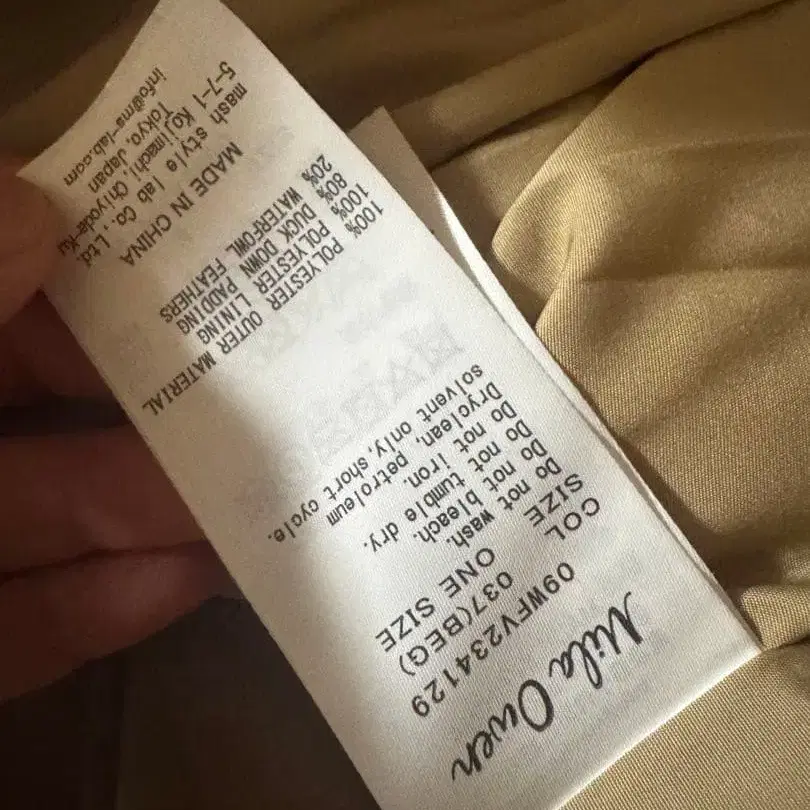 Mila Owen
09WFV234129
COL 037(BEG)
SIZE ONE SIZE
Do not wash.
Do not bleach.
Do not tumble dry.
Do not iron.
Dryclean, petroleum
solvent only, short cycle.
100% POLYESTER OUTER MATERIAL
100% POLYESTER LINING
80% DUCK DOWN PADDING
20% WATER-FOWL FEATHERS
MADE IN CHINA
mash style lab Co., Ltd.
5-7-1 Kojimachi, Chiyoda-Ku
Tokyo, Japan
info@ms-lab.com